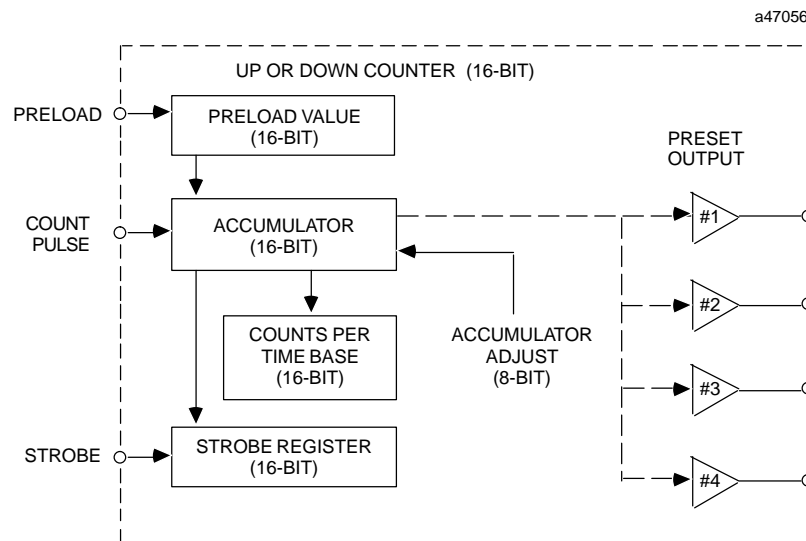 a47056
UP OR DOWN COUNTER (16-BIT)
PRELOAD
PRELOAD VALUE
(16-BIT)
PRESET
OUTPUT
COUNT
PULSE
ACCUMULATOR
(16-BIT)
#1
#2
COUNTS PER
TIME BASE
(16-BIT)
ACCUMULATOR
ADJUST
(8-BIT)
#3
STROBE
STROBE REGISTER
(16-BIT)
#4